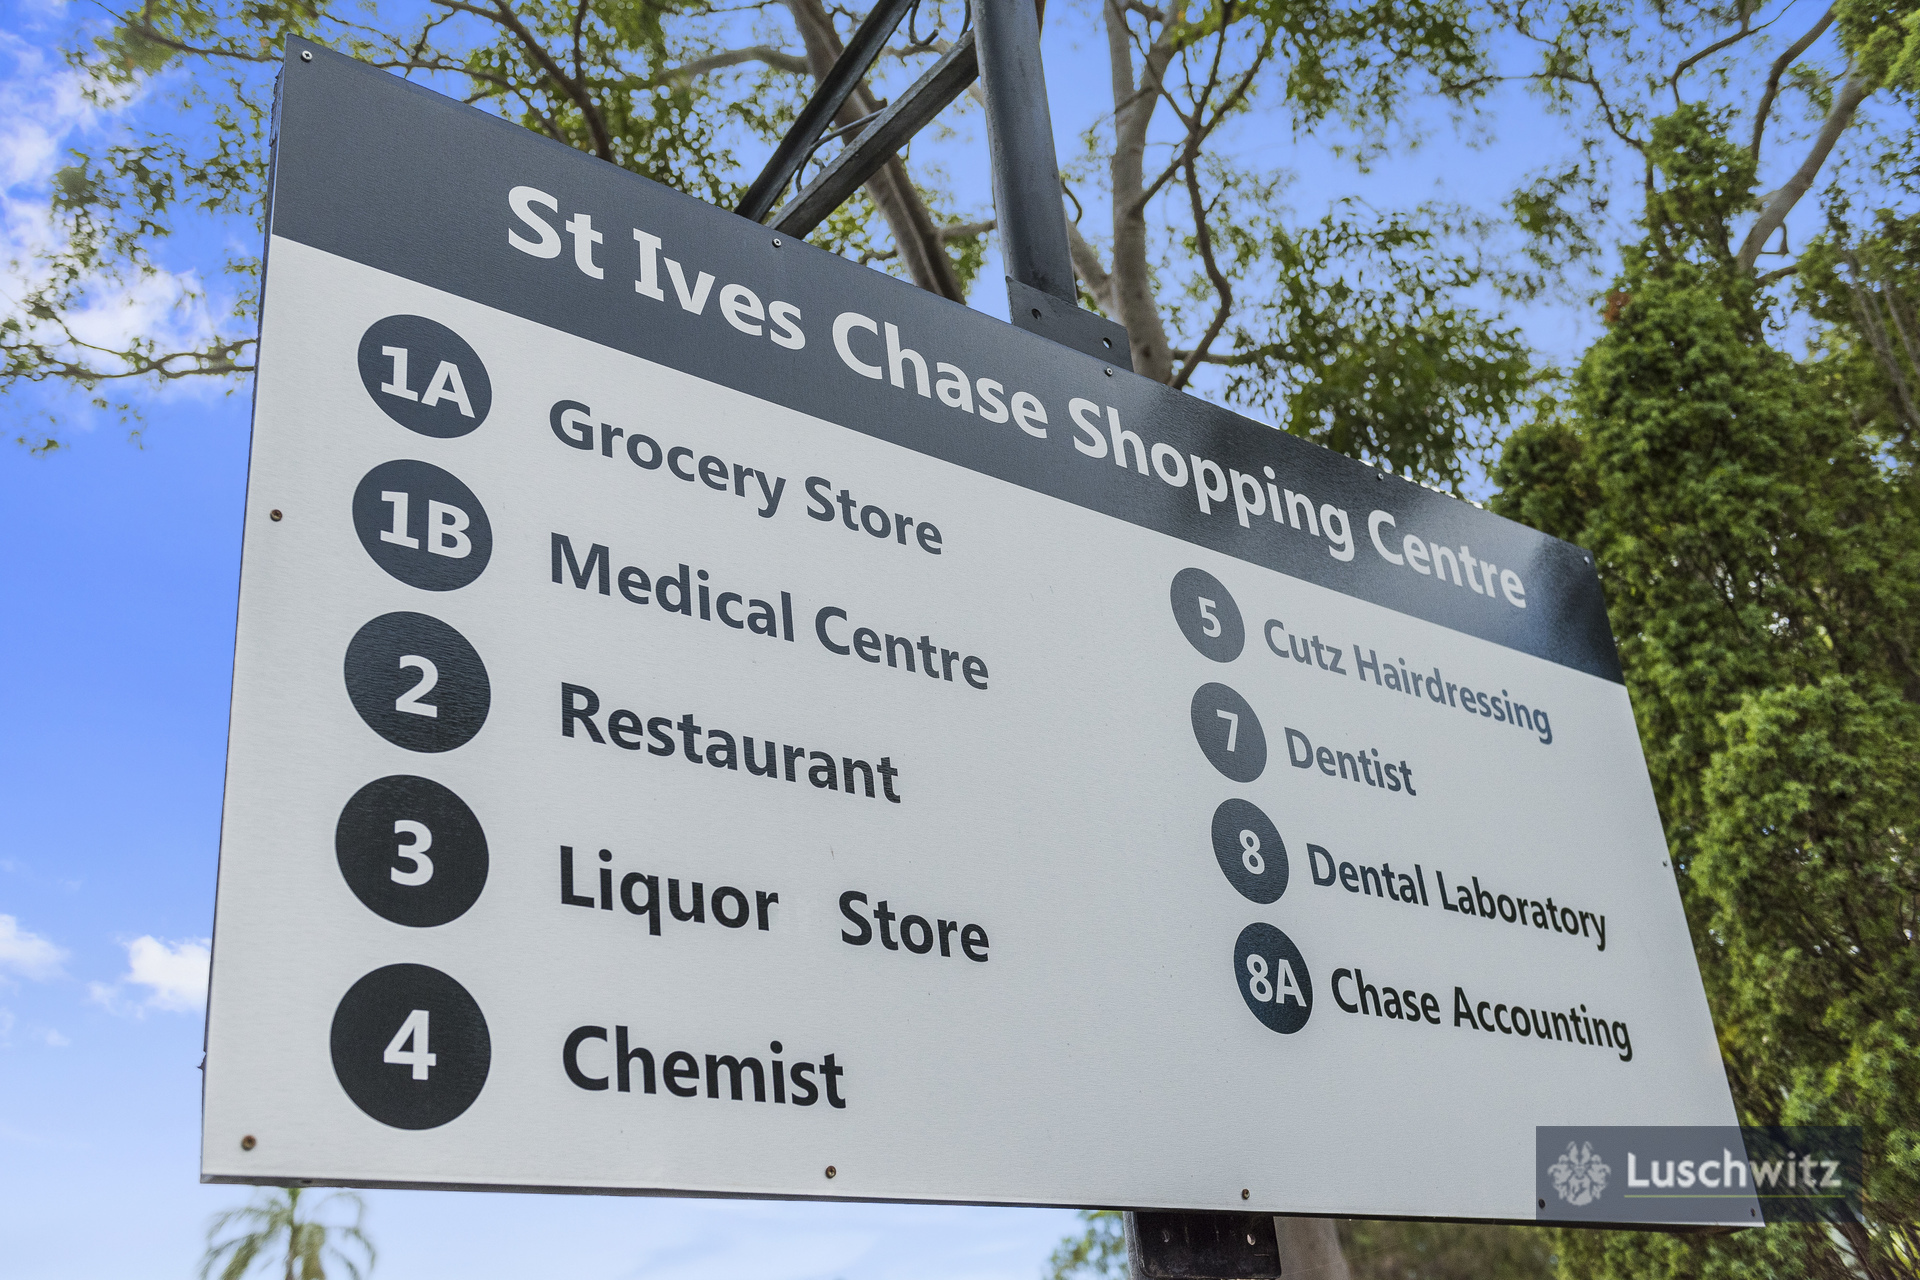 St Ives Chase Shopping Centre
1A Grocery Store
1B Medical Centre
2 Restaurant
3 Liquor Store
4 Chemist
5 Cutz Hairdressing
7 Dentist
8 Dental Laboratory
8A Chase Accounting
Luschwitz